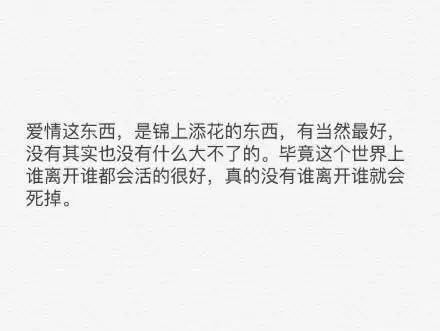 爱情这东西，是锦上添花的东西，有当然最好，
没有其实也没有什么大不了的。毕竟这个世界上
谁离开谁都会活的很好，真的没有谁离开谁就会
死掉。